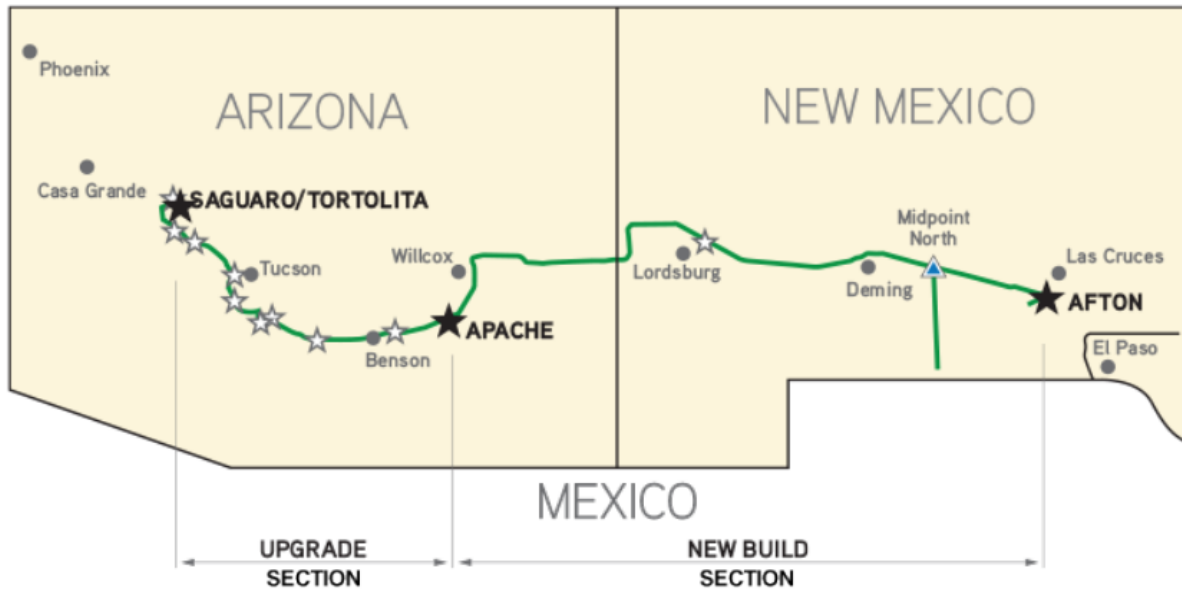 Phoenix
ARIZONA
NEW MEXICO
Casa Grande
SAGUARO/TORTOLITA
Tucson
Willcox
Lordsburg
Midpoint
North
Deming
Las Cruces
AFTON
APACHE
Benson
El Paso
MEXICO
UPGRADE
SECTION
NEW BUILD
SECTION